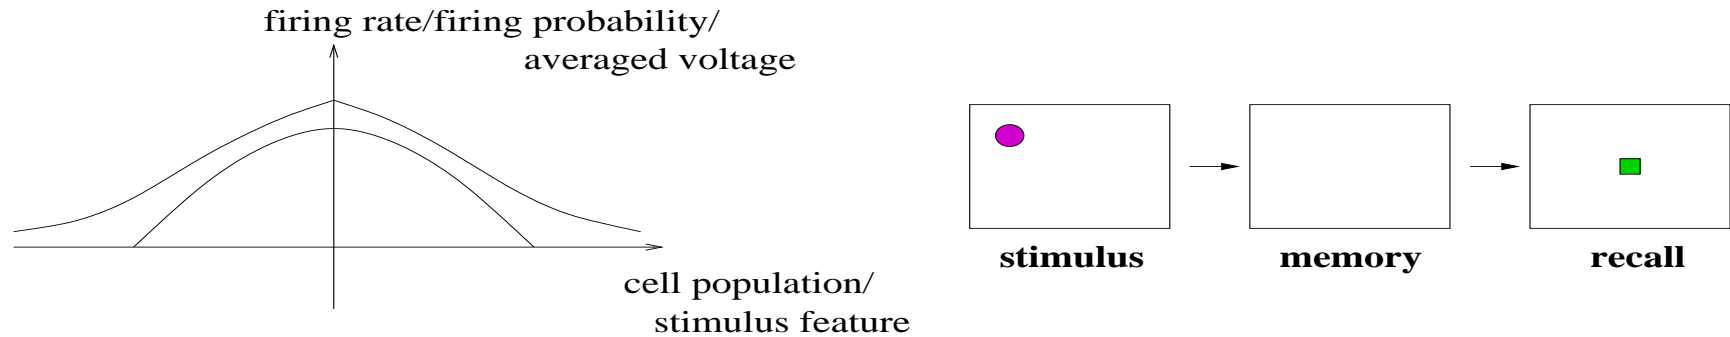 firing rate/firing probability/
averaged voltage
cell population/
stimulus feature
stimulus
memory
recall